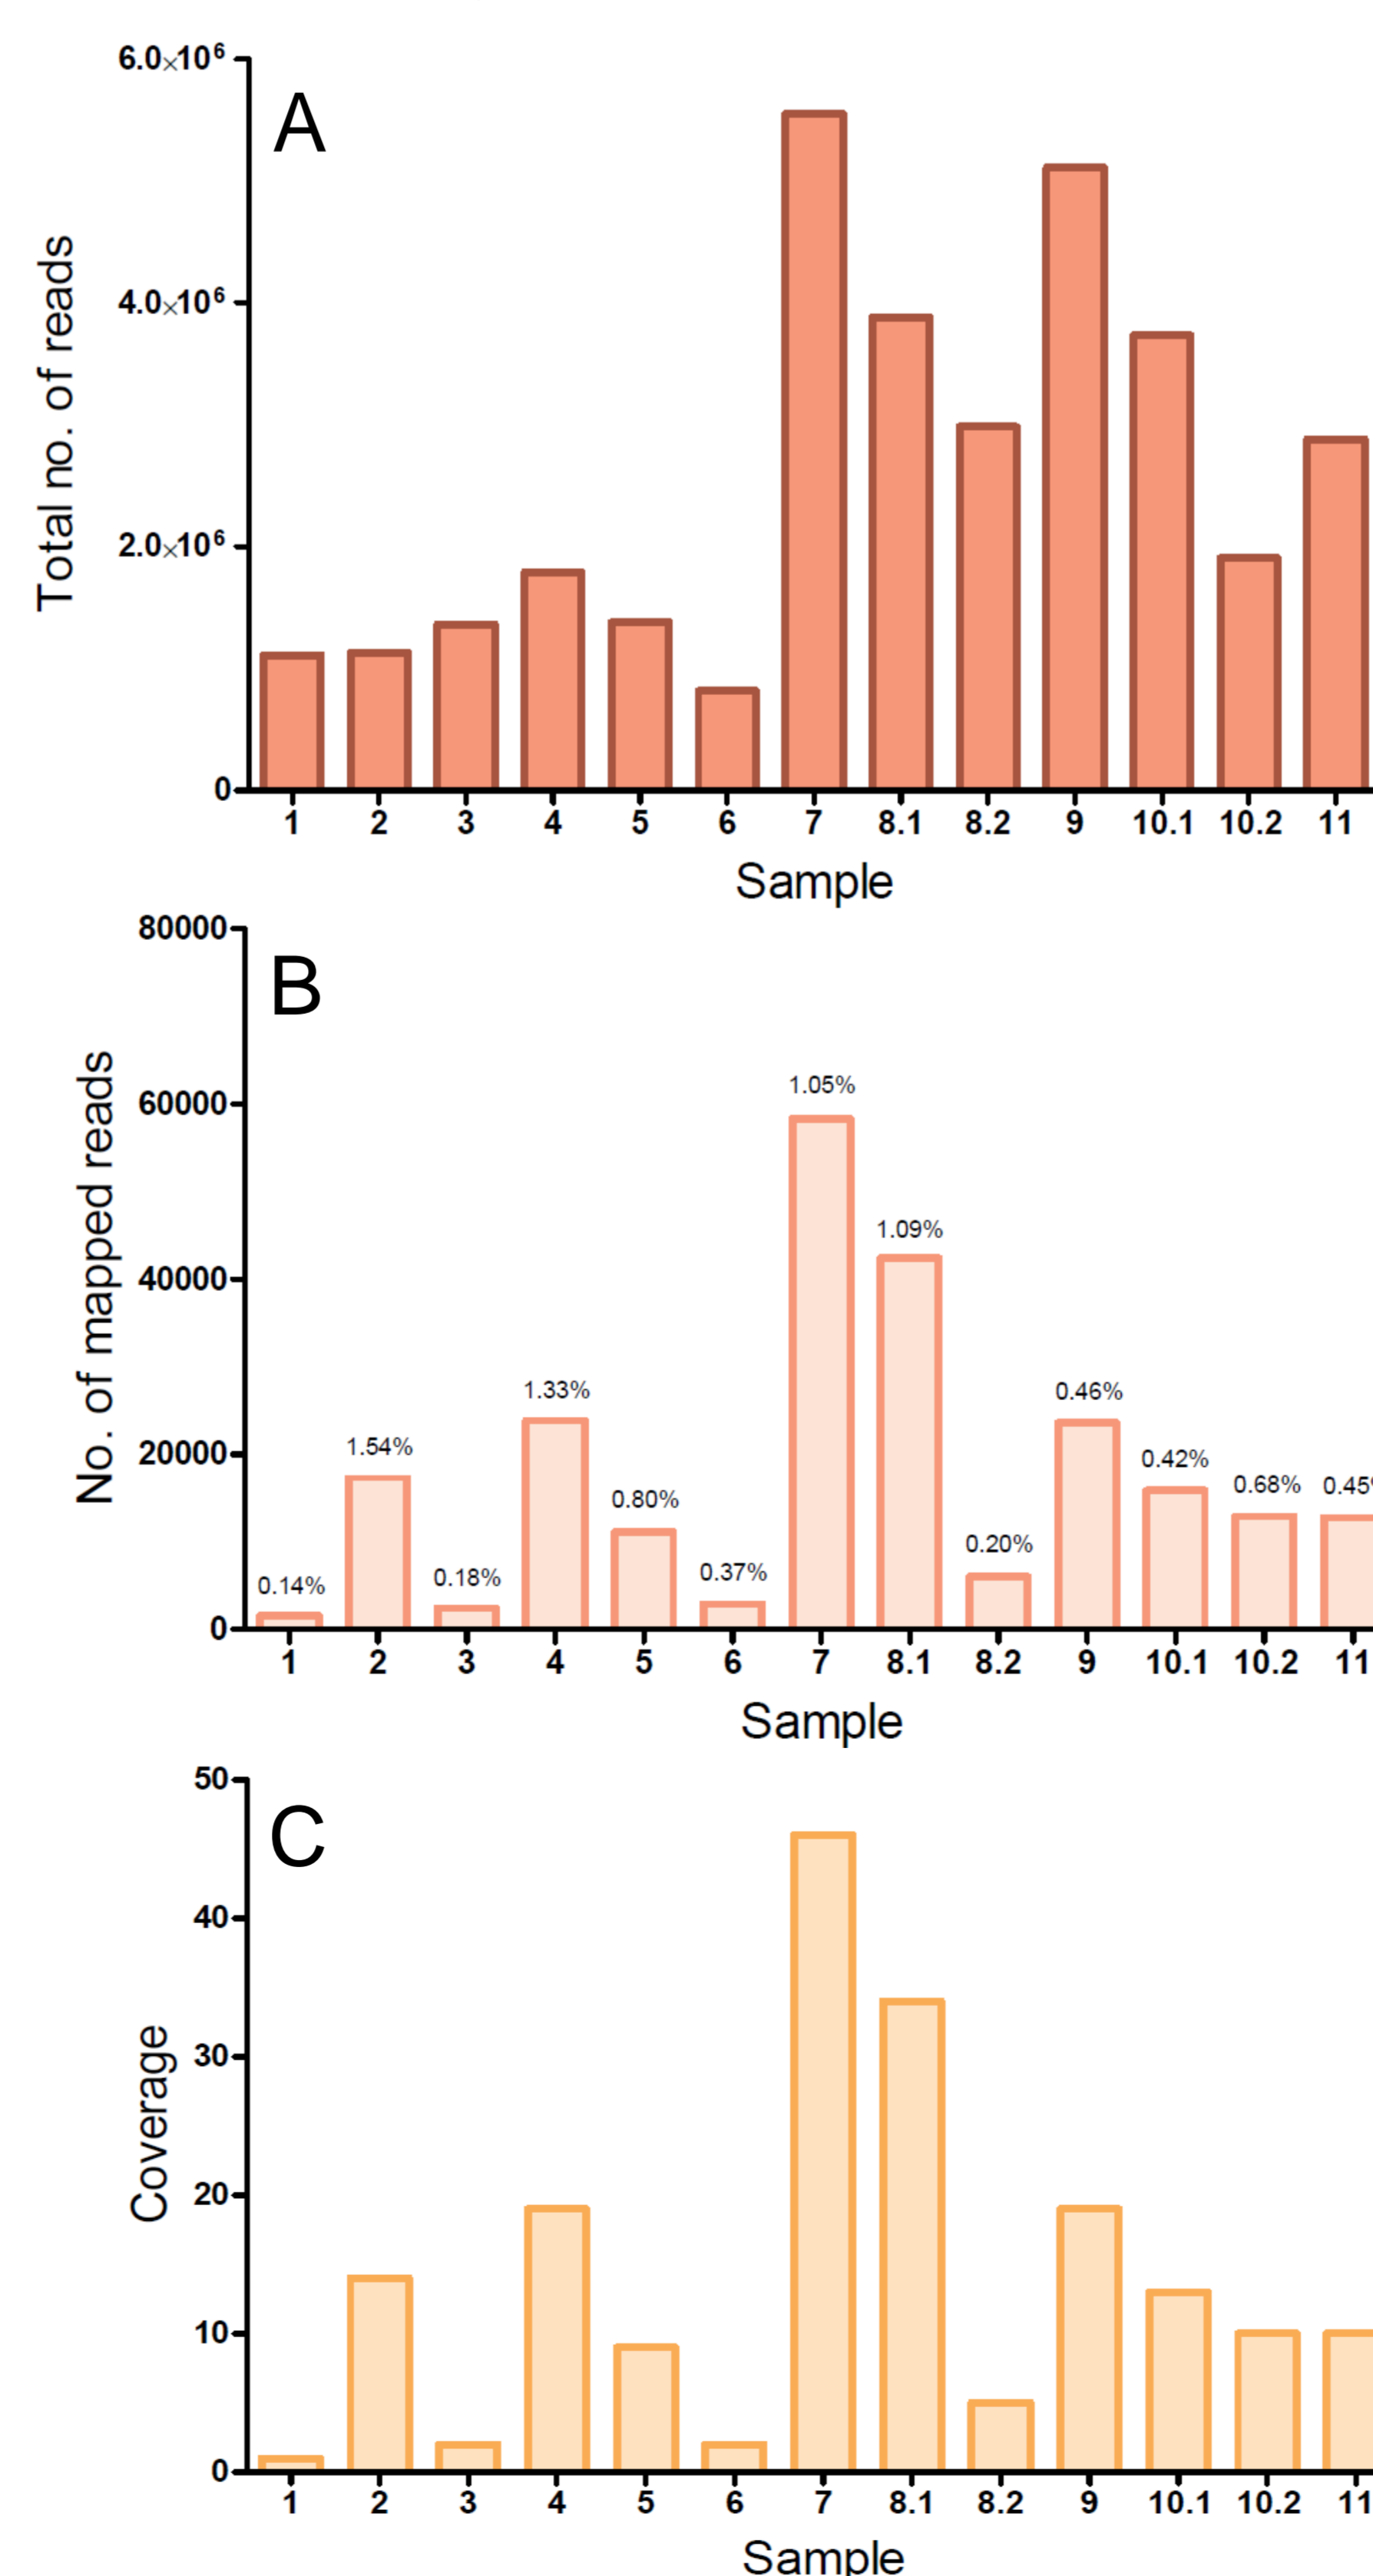 A
Total no. of reads
6.0×10⁶
4.0×10⁶
2.0×10⁶
0
1 2 3 4 5 6 7 8.1 8.2 9 10.1 10.2 11
Sample
B
No. of mapped reads
80000
60000
40000
20000
0
0.14% 1.54% 0.18% 1.33% 0.80% 0.37% 1.05% 1.09% 0.20% 0.46% 0.42% 0.68% 0.45%
1 2 3 4 5 6 7 8.1 8.2 9 10.1 10.2 11
Sample
C
Coverage
50
40
30
20
10
0
1 2 3 4 5 6 7 8.1 8.2 9 10.1 10.2 11
Sample